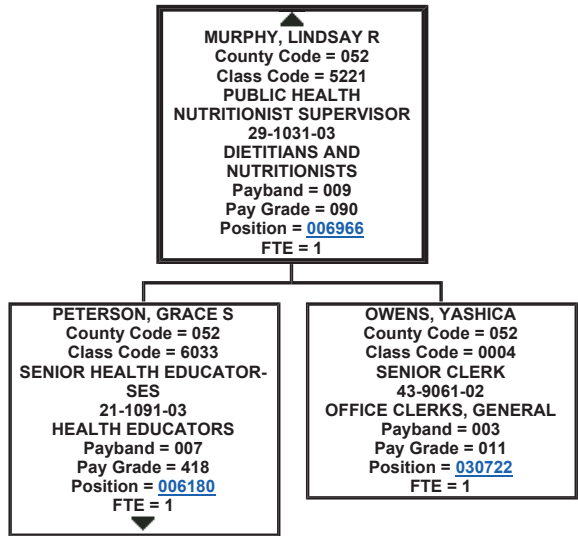 MURPHY, LINDSAY R
County Code = 052
Class Code = 5221
PUBLIC HEALTH
NUTRITIONIST SUPERVISOR
29-1031-03
DIETITIANS AND
NUTRITIONISTS
Payband = 009
Pay Grade = 090
Position = 006966
FTE = 1
PETERSON, GRACE S
County Code = 052
Class Code = 6033
SENIOR HEALTH EDUCATOR-
SES
21-1091-03
HEALTH EDUCATORS
Payband = 007
Pay Grade = 418
Position = 006180
FTE = 1
OWENS, YASHICA
County Code = 052
Class Code = 0004
SENIOR CLERK
43-9061-02
OFFICE CLERKS, GENERAL
Payband = 003
Pay Grade = 011
Position = 030722
FTE = 1